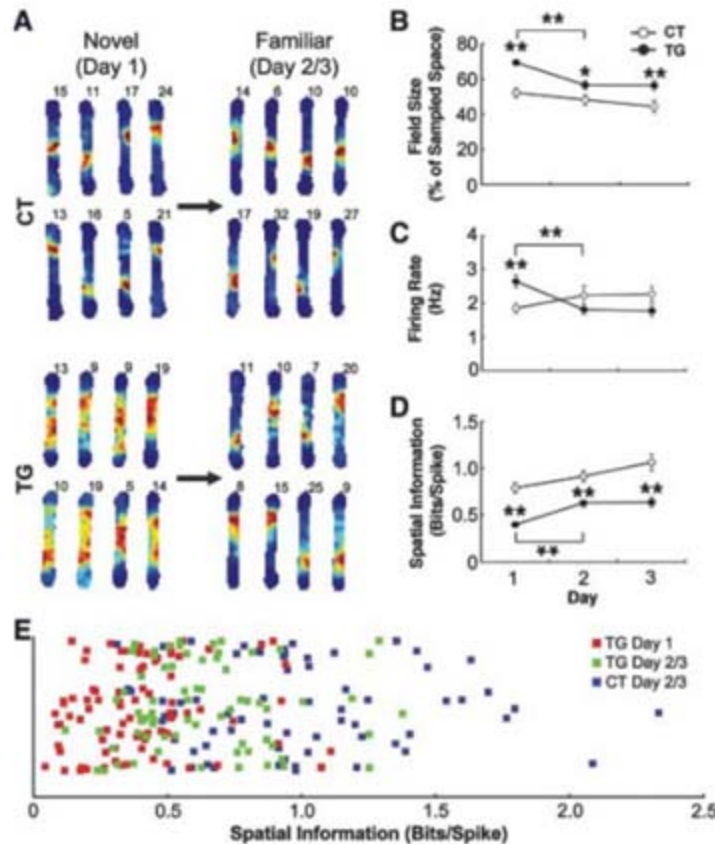 A
Novel
(Day 1)
Familiar
(Day 2/3)
15 11 17 24
14 6 10 10
CT
13 16 5 21
17 32 19 27
13 9 9 19
11 10 7 20
TG
10 19 5 14
8 15 25 9
B
**
CT
TG
80
60
40
20
0
** * **
Field Size
(% of Sampled Space)
C
**
4
3
2
1
0
**
Firing Rate
(Hz)
D
1.5
1.0
0.5
0
** ** **
**
Spatial Information
(Bits/Spike)
1 2 3
Day
E
TG Day 1
TG Day 2/3
CT Day 2/3
0 0.5 1.0 1.5 2.0 2.5
Spatial Information (Bits/Spike)